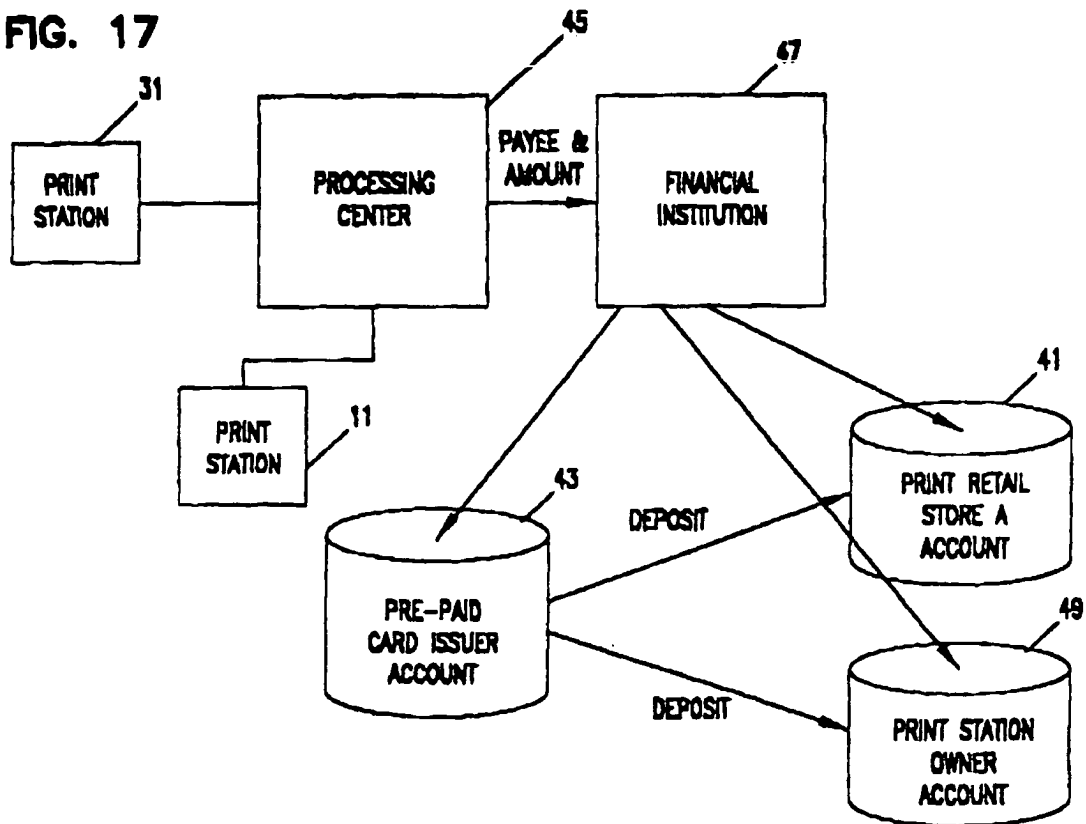 FIG. 17
31
45
47
PRINT
STATION
PROCESSING
CENTER
PAYEE &
AMOUNT
FINANCIAL
INSTITUTION
PRINT
STATION
11
41
PRINT RETAIL
STORE A
ACCOUNT
43
DEPOSIT
PRE-PAID
CARD ISSUER
ACCOUNT
DEPOSIT
49
PRINT STATION
OWNER
ACCOUNT